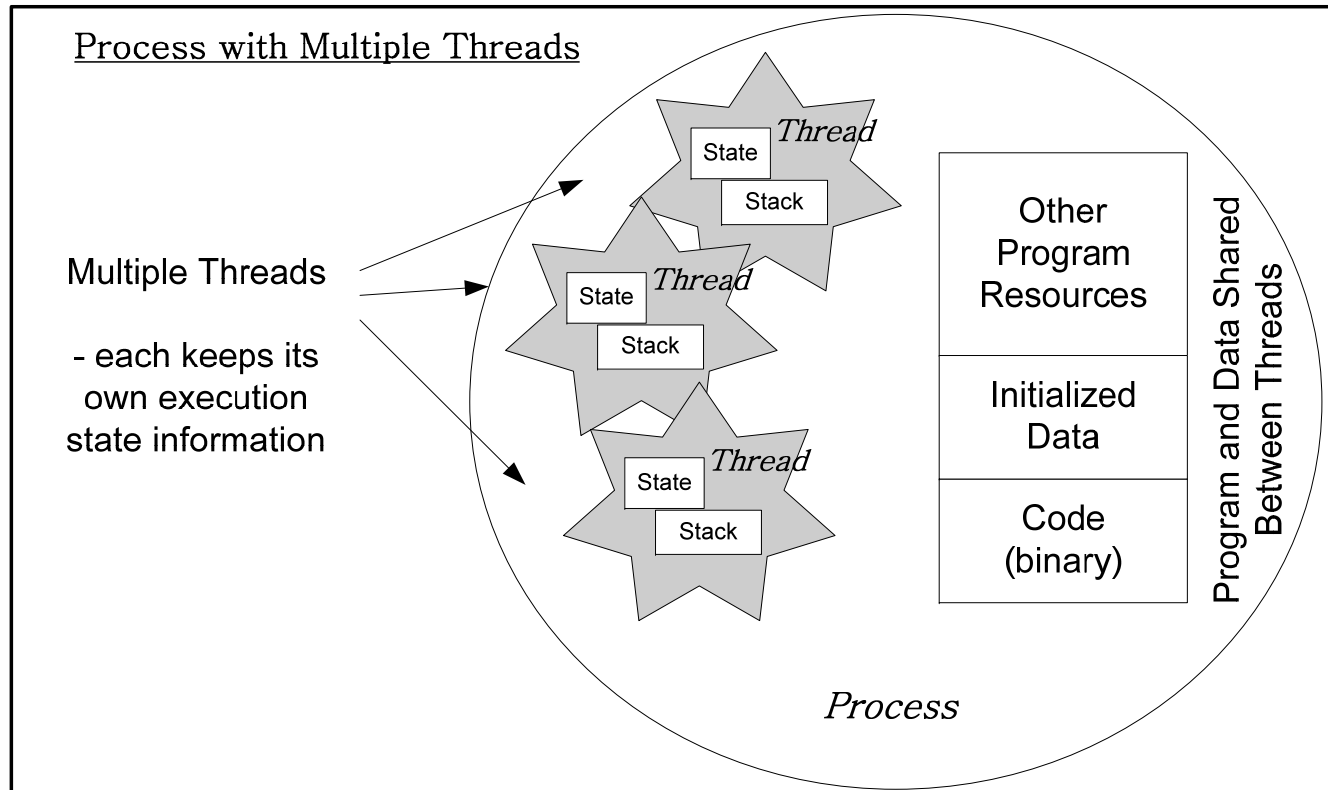 Process with Multiple Threads
Multiple Threads
- each keeps its
own execution
state information
Thread
State
Stack
Thread
State
Stack
Thread
State
Stack
Other
Program
Resources
Initialized
Data
Code
(binary)
Program and Data Shared
Between Threads
Process